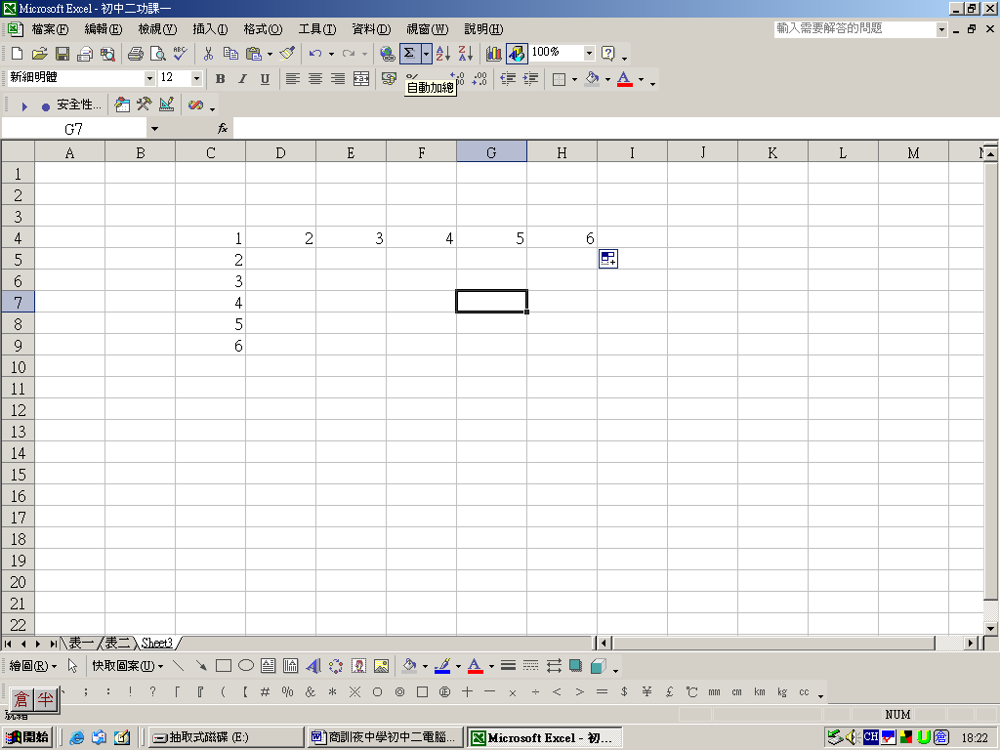 Microsoft Excel - 初中二功課一
檔案(F) 編輯(E) 檢視(V) 插入(I) 格式(O) 工具(T) 資料(D) 視窗(W) 說明(H) 輸入需要解答的問題
Σ 100% ?
新細明體 12 B I U % A
自動加總
安全性...
G7 fx
A B C D E F G H I J K L M
1
2
3
4 1 2 3 4 5 6
5 2
6 3
7 4
8 5
9 6
10
11
12
13
14
15
16
17
18
19
20
21
22
表一 表二 Sheet3
繪圖(R) 快取圖案(U) A A
; : ! ? 『 ( 【 # % & * ※ ○ ◎ □ + － × ÷ < > = $ ¥ £ ℃ mm cm km kg cc
倉 半
就緒 NUM
開始 抽取式磁碟 (E:) 商訓夜中學初中二電腦... Microsoft Excel - 初... CH 倉 18:22